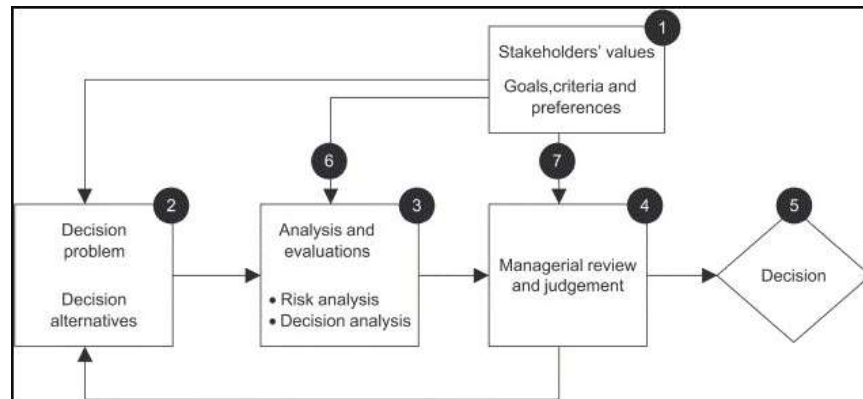 1
Stakeholders' values
Goals,criteria and
preferences
6
7
2
Decision
problem
Decision
alternatives
3
Analysis and
evaluations
• Risk analysis
• Decision analysis
4
Managerial review
and judgement
5
Decision